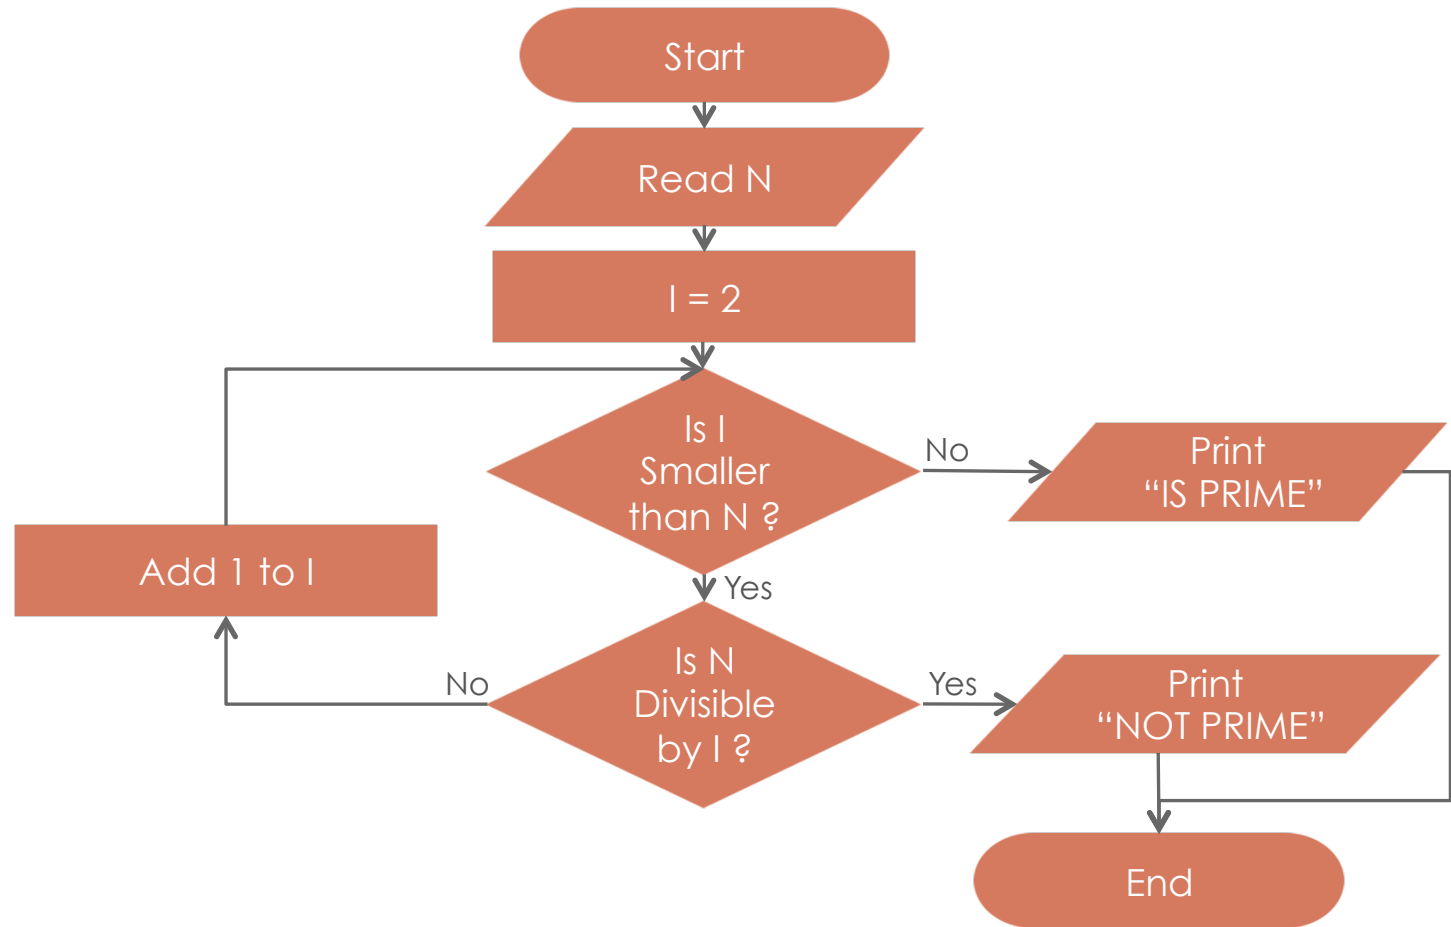 Start
Read N
I = 2
Is I
Smaller
than N ?
No
Print
“IS PRIME”
Add 1 to I
Yes
Is N
Divisible
by I ?
No
Yes
Print
“NOT PRIME”
End